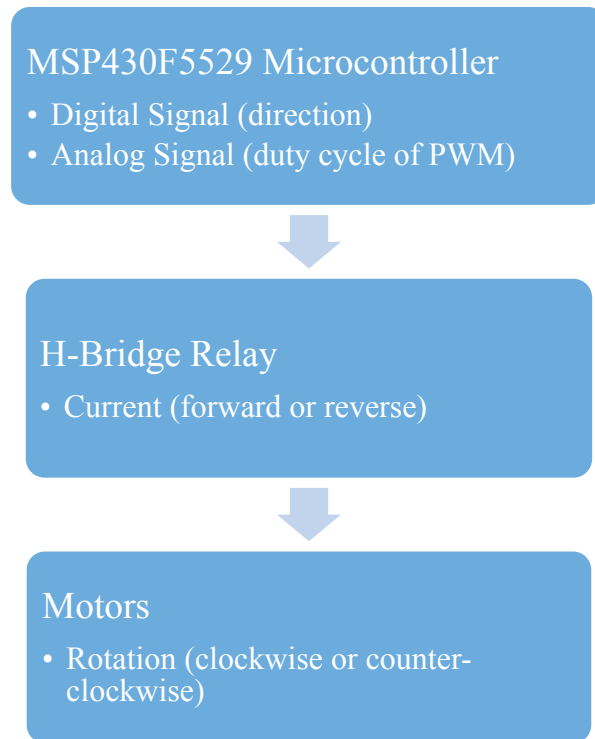 MSP430F5529 Microcontroller
• Digital Signal (direction)
• Analog Signal (duty cycle of PWM)
H-Bridge Relay
• Current (forward or reverse)
Motors
• Rotation (clockwise or counter-
clockwise)